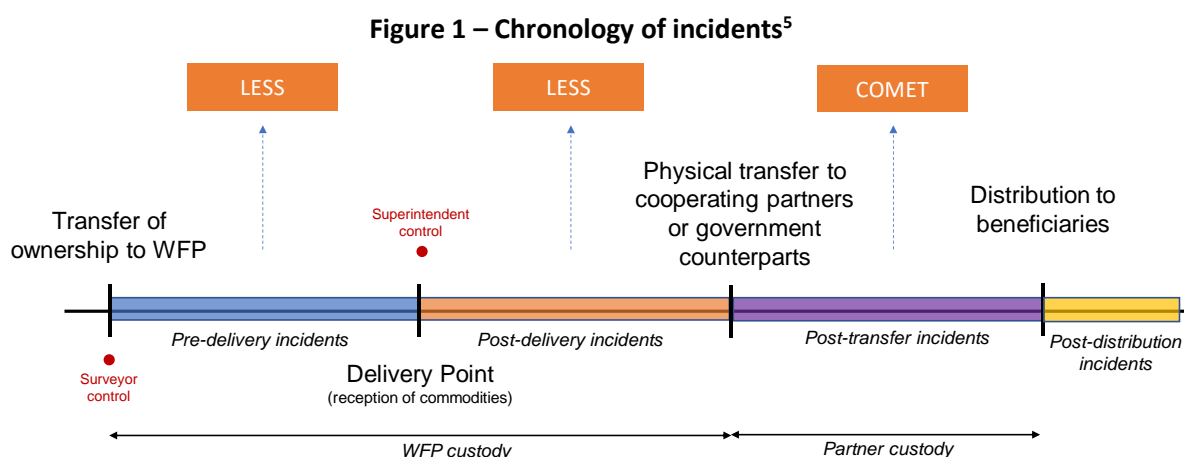 Figure 1 – Chronology of incidents5
LESS
LESS
COMET
Transfer of
ownership to WFP
Superintendent
control
Physical transfer to
cooperating partners
or government
counterparts
Distribution to
beneficiaries
Pre-delivery incidents
Post-delivery incidents
Post-transfer incidents
Post-distribution
incidents
Surveyor
control
Delivery Point
(reception of commodities)
WFP custody
Partner custody